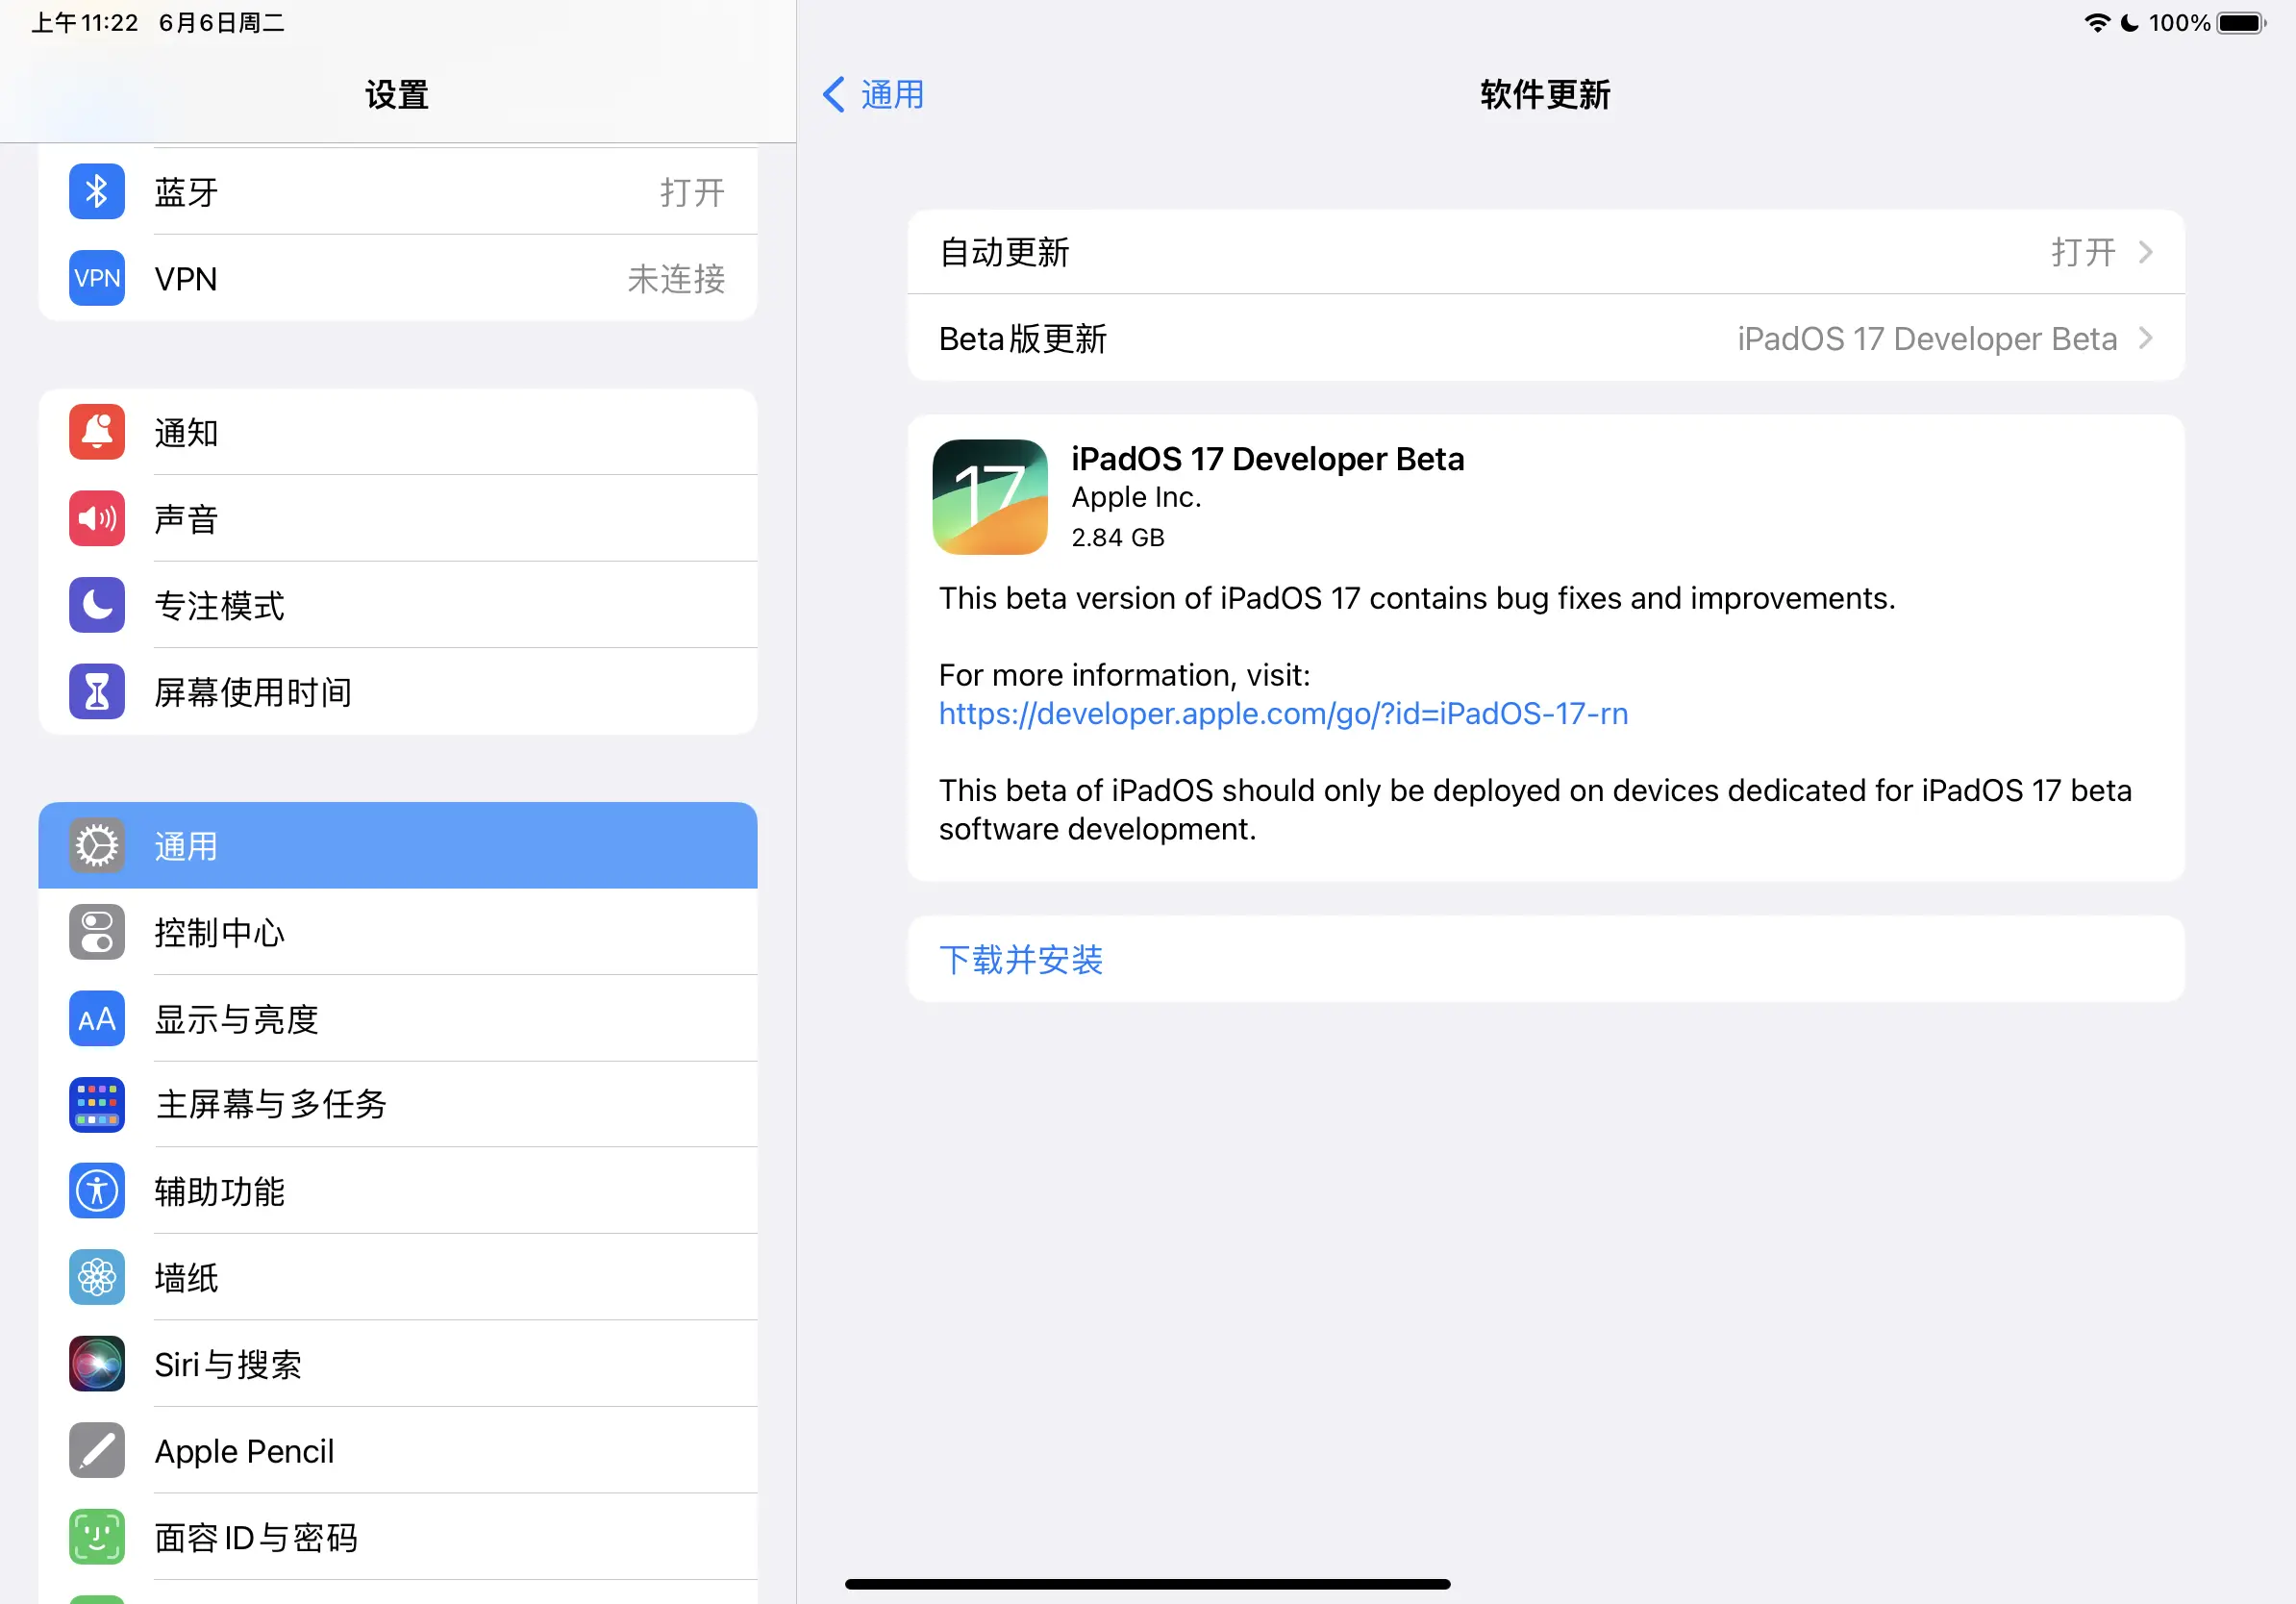 上午11:22 6月6日周二
100%
设置
蓝牙 打开
VPN VPN 未连接
通知
声音
专注模式
屏幕使用时间
通用
控制中心
AA 显示与亮度
主屏幕与多任务
辅助功能
墙纸
Siri与搜索
Apple Pencil
面容ID与密码
通用
软件更新
自动更新 打开
Beta版更新 iPadOS 17 Developer Beta
17
iPadOS 17 Developer Beta
Apple Inc.
2.84 GB
This beta version of iPadOS 17 contains bug fixes and improvements.
For more information, visit:
https://developer.apple.com/go/?id=iPadOS-17-rn
This beta of iPadOS should only be deployed on devices dedicated for iPadOS 17 beta
software development.
下载并安装